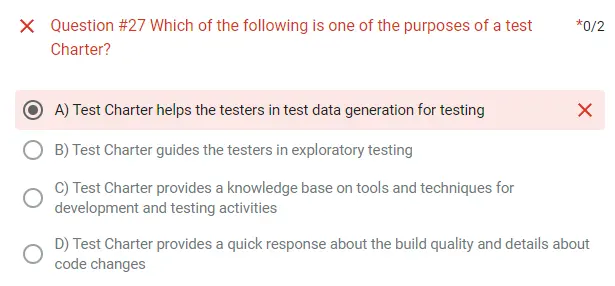 Question #27 Which of the following is one of the purposes of a test *0/2
Charter?
A) Test Charter helps the testers in test data generation for testing
B) Test Charter guides the testers in exploratory testing
C) Test Charter provides a knowledge base on tools and techniques for
development and testing activities
D) Test Charter provides a quick response about the build quality and details about
code changes